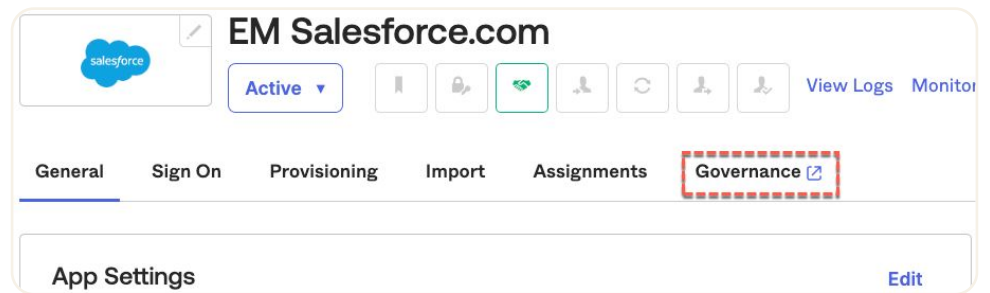 salesforce
EM Salesforce.com
Active
View Logs Monitor
General Sign On Provisioning Import Assignments Governance
App Settings
Edit